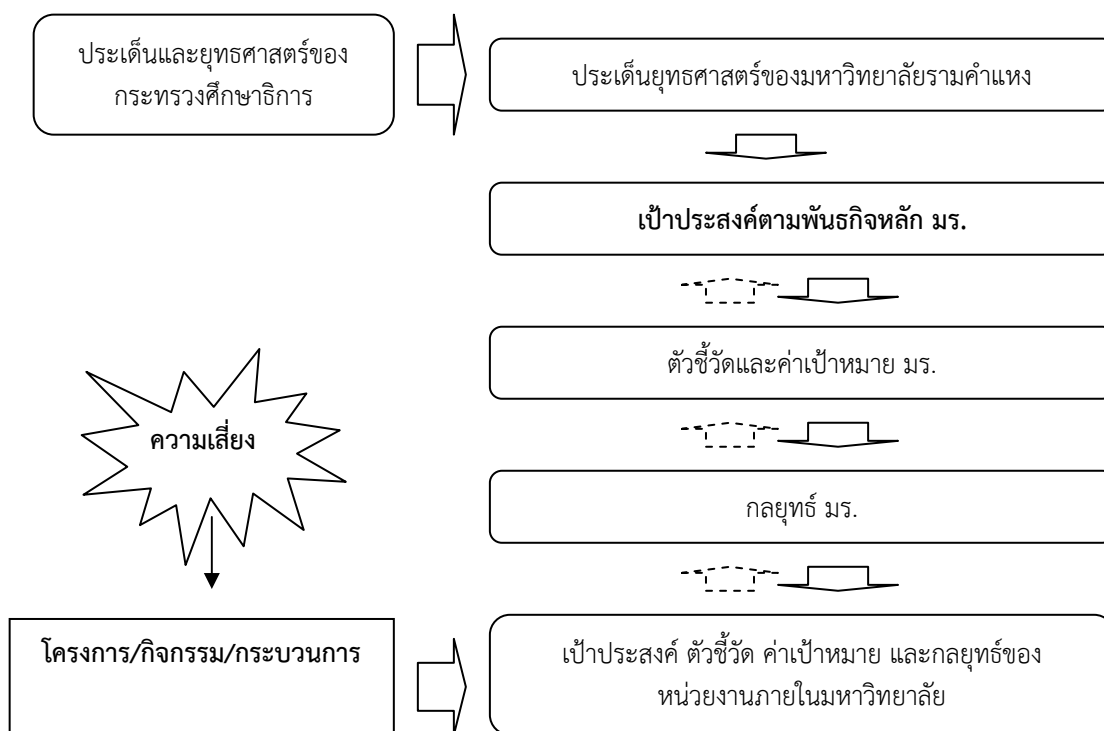 ประเด็นและยุทธศาสตร์ของ
กระทรวงศึกษาธิการ
ประเด็นยุทธศาสตร์ของมหาวิทยาลัยรามคำแหง
เป้าประสงค์ตามพันธกิจหลัก มร.
ตัวชี้วัดและค่าเป้าหมาย มร.
ความเสี่ยง
กลยุทธ์ มร.
โครงการ/กิจกรรม/กระบวนการ
เป้าประสงค์ ตัวชี้วัด ค่าเป้าหมาย และกลยุทธ์ของ
หน่วยงานภายในมหาวิทยาลัย